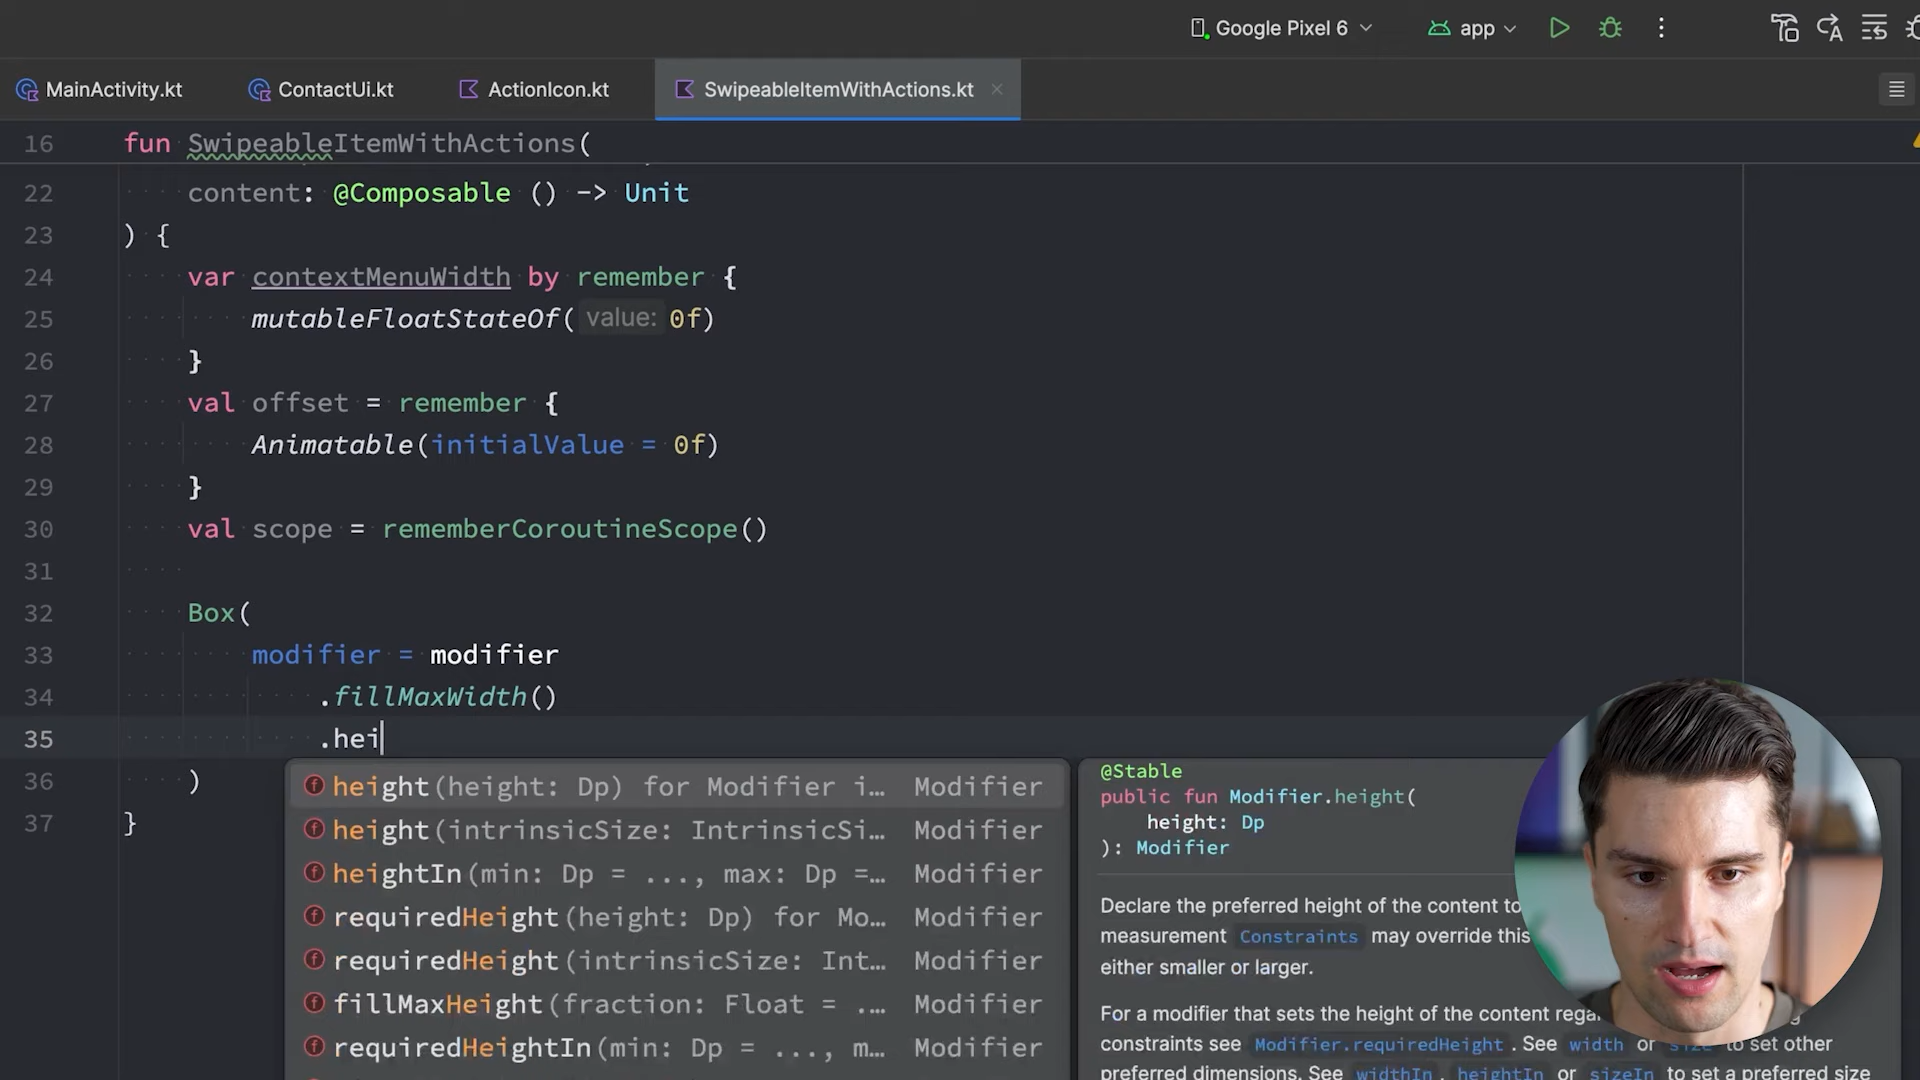 Google Pixel 6
app
MainActivity.kt
ContactUi.kt
ActionIcon.kt
SwipeableItemWithActions.kt
16 fun SwipeableItemWithActions(
22 content: @Composable () -> Unit
23 ) {
24 var contextMenuWidth by remember {
25 mutableFloatStateOf( value: 0f)
26 }
27 val offset = remember {
28 Animatable(initialValue = 0f)
29 }
30 val scope = rememberCoroutineScope()
31
32 Box(
33 modifier = modifier
34 .fillMaxWidth()
35 .hei
36 )
37 }
height(height: Dp) for Modifier i… Modifier
height(intrinsicSize: IntrinsicSi… Modifier
heightIn(min: Dp = ..., max: Dp =… Modifier
requiredHeight(height: Dp) for Mo… Modifier
requiredHeight(intrinsicSize: Int… Modifier
fillMaxHeight(fraction: Float = .… Modifier
requiredHeightIn(min: Dp = ..., m… Modifier
@Stable
public fun Modifier.height(
height: Dp
): Modifier
Declare the preferred height of the content to
measurement Constraints may override this
either smaller or larger.
For a modifier that sets the height of the content
constraints see Modifier.requiredHeight. See width or size to set other
preferred dimensions. See widthIn, heightIn or sizeIn to set a preferred size